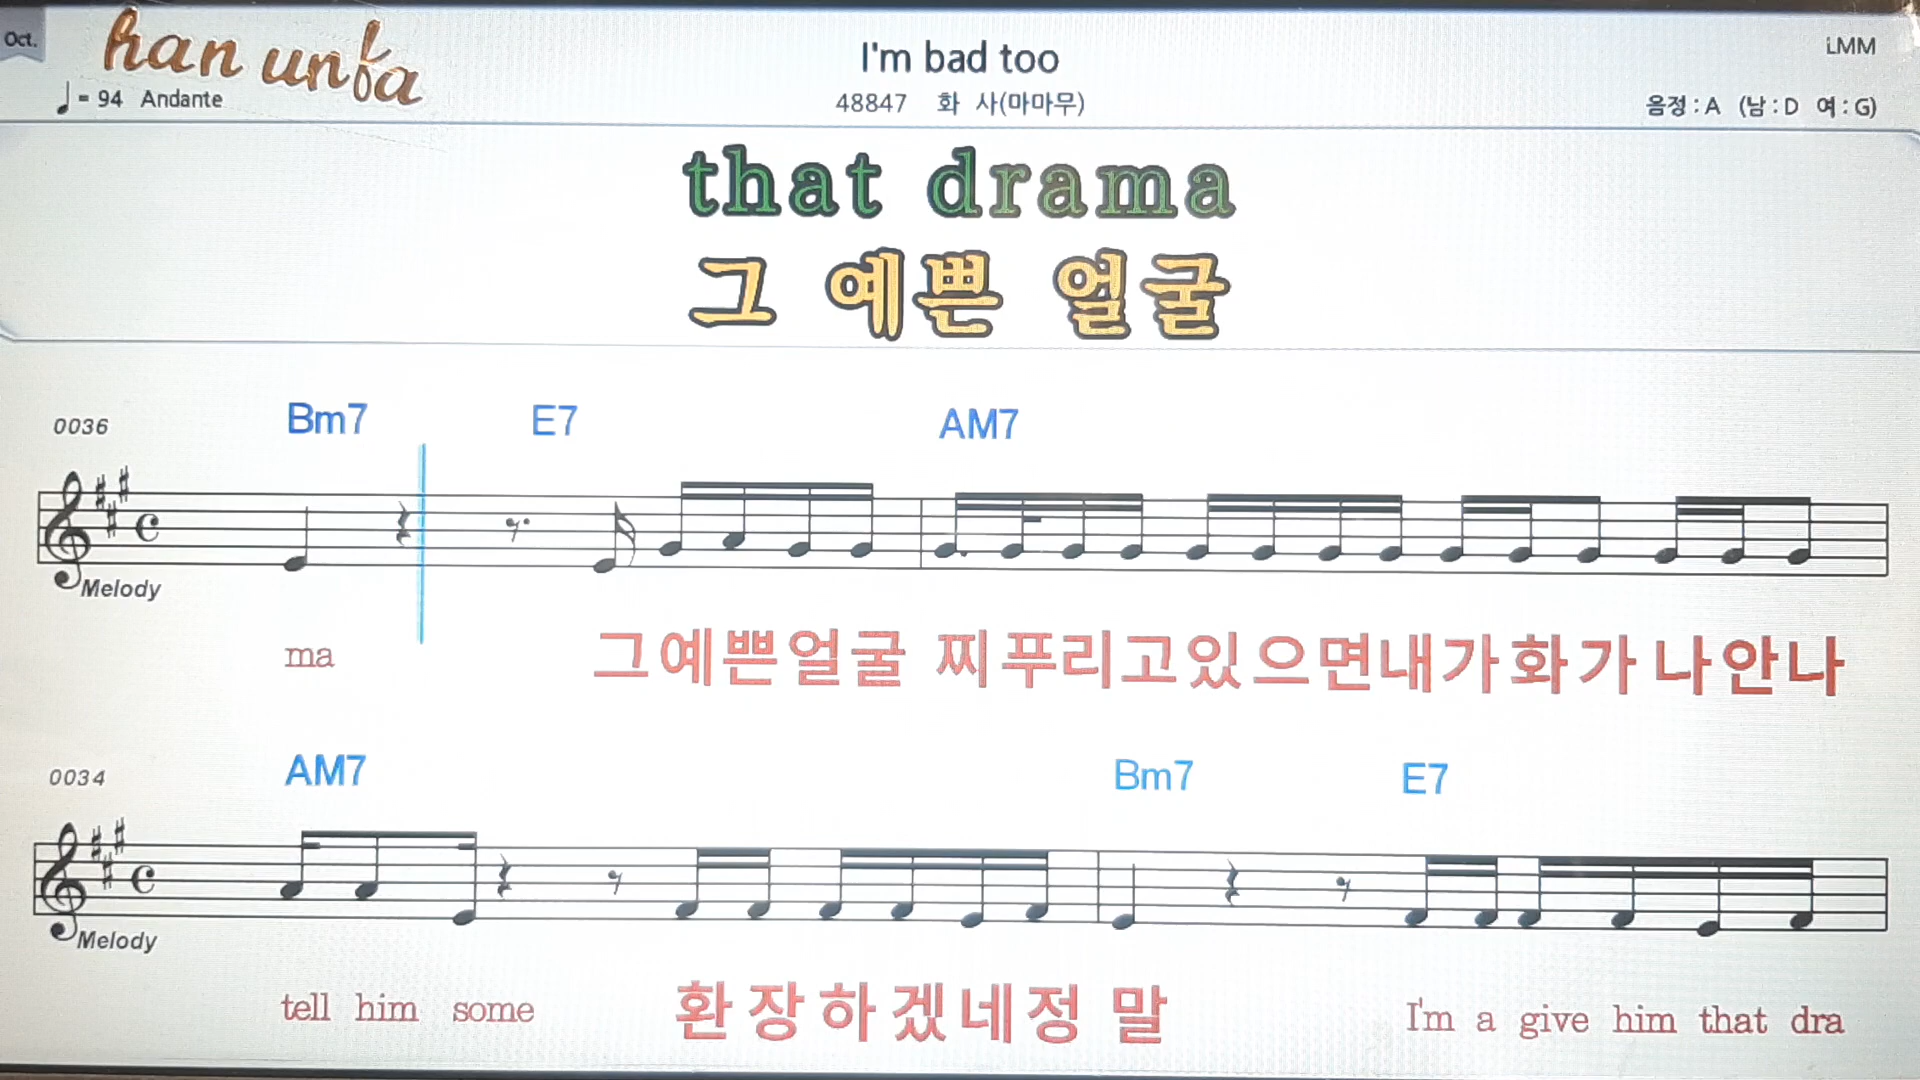 Oct.
han unfa
I'm bad too
LMM
♩= 94 Andante
48847 화 사(마마무)
음정 : A (남 : D 여 : G)
that drama
그 예쁜 얼굴
0036 Bm7 E7 AM7
Melody
ma 그예쁜얼굴 찌푸리고있으면내가화가나안나
0034 AM7 Bm7 E7
Melody
tell him some 환장하겠네정말 I'm a give him that dra